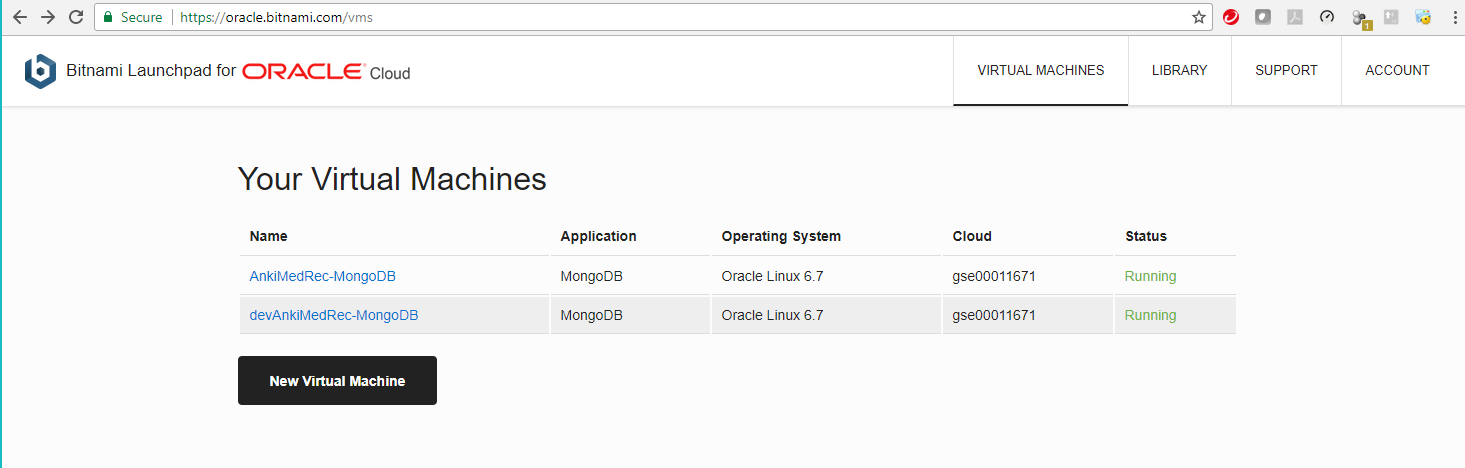 Secure https://oracle.bitnami.com/vms
1
Bitnami Launchpad for ORACLE Cloud VIRTUAL MACHINES LIBRARY SUPPORT ACCOUNT
Your Virtual Machines
Name Application Operating System Cloud Status
AnkiMedRec-MongoDB MongoDB Oracle Linux 6.7 gse00011671 Running
devAnkiMedRec-MongoDB MongoDB Oracle Linux 6.7 gse00011671 Running
New Virtual Machine